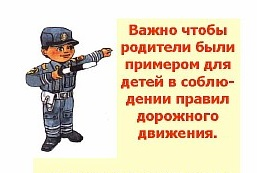 Важно чтобы
родители были
примером для
детей в соблю-
дении правил
дорожного
движения.